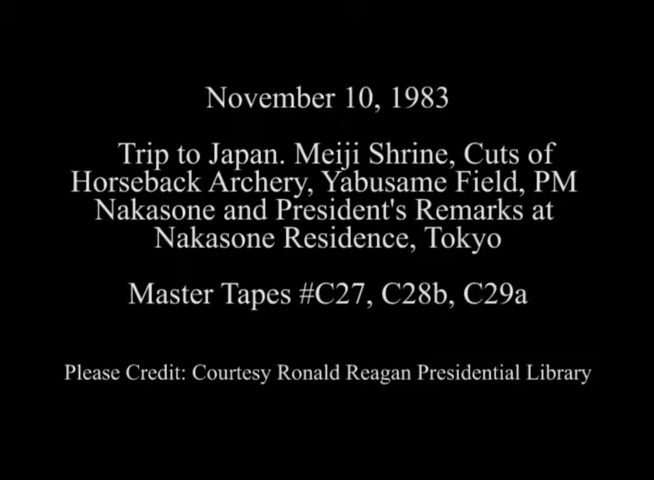 November 10, 1983
Trip to Japan. Meiji Shrine, Cuts of
Horseback Archery, Yabusame Field, PM
Nakasone and President's Remarks at
Nakasone Residence, Tokyo
Master Tapes #C27, C28b, C29a
Please Credit: Courtesy Ronald Reagan Presidential Library